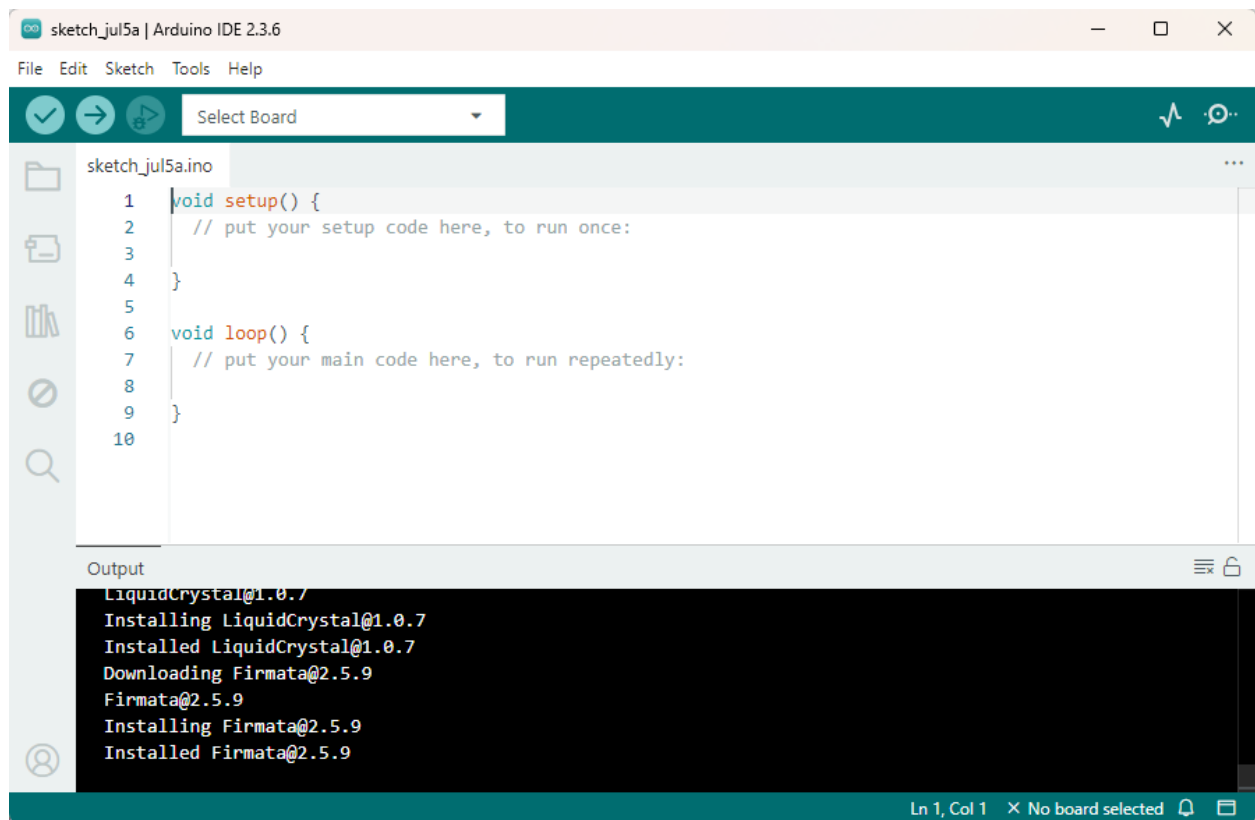 sketch_jul5a | Arduino IDE 2.3.6
File Edit Sketch Tools Help
Select Board
sketch_jul5a.ino
1 void setup() {
2 // put your setup code here, to run once:
3
4 }
5
6 void loop() {
7 // put your main code here, to run repeatedly:
8
9 }
10
Output
LiquidCrystal@1.0.7
Installing LiquidCrystal@1.0.7
Installed LiquidCrystal@1.0.7
Downloading Firmata@2.5.9
Firmata@2.5.9
Installing Firmata@2.5.9
Installed Firmata@2.5.9
Ln 1, Col 1 × No board selected